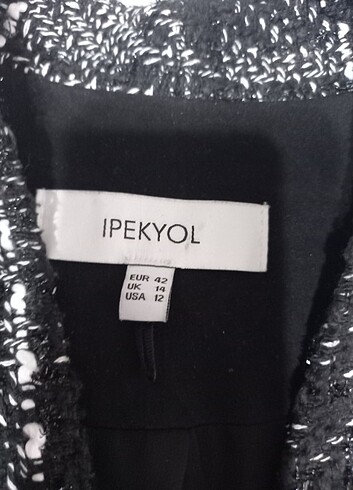 IPEKYOL
EUR 42
UK 14
USA 12